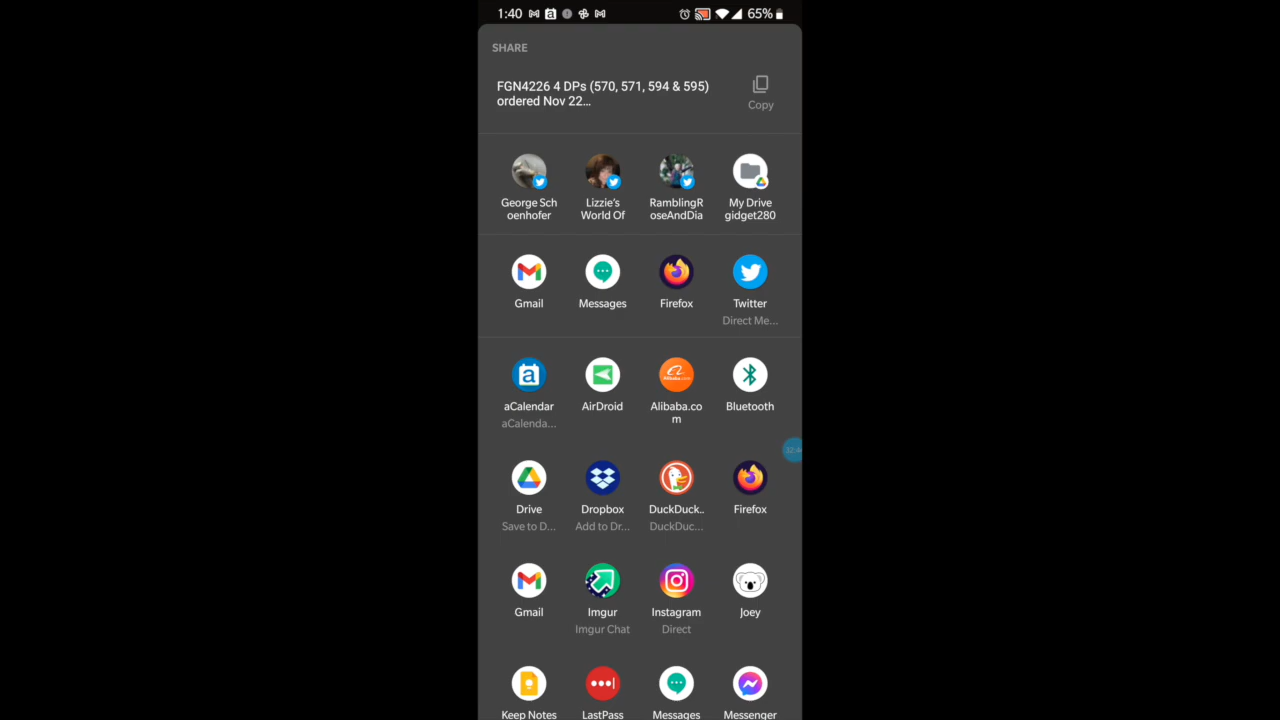 1:40
65%
SHARE
FGN4226 4 DPs (570, 571, 594 & 595)
ordered Nov 22...
Copy
George Sch
oenhofer
Lizzie's
World Of
RamblingR
oseAndDia
My Drive
gidget280
Gmail
Messages
Firefox
Twitter
Direct Me...
aCalendar
aCalenda...
AirDroid
Alibaba.co
m
Bluetooth
Drive
Save to D...
Dropbox
Add to Dr...
DuckDuck..
DuckDuc...
Firefox
Gmail
Imgur
Imgur Chat
Instagram
Direct
Joey
Keep Notes
LastPass
Messages
Messenger